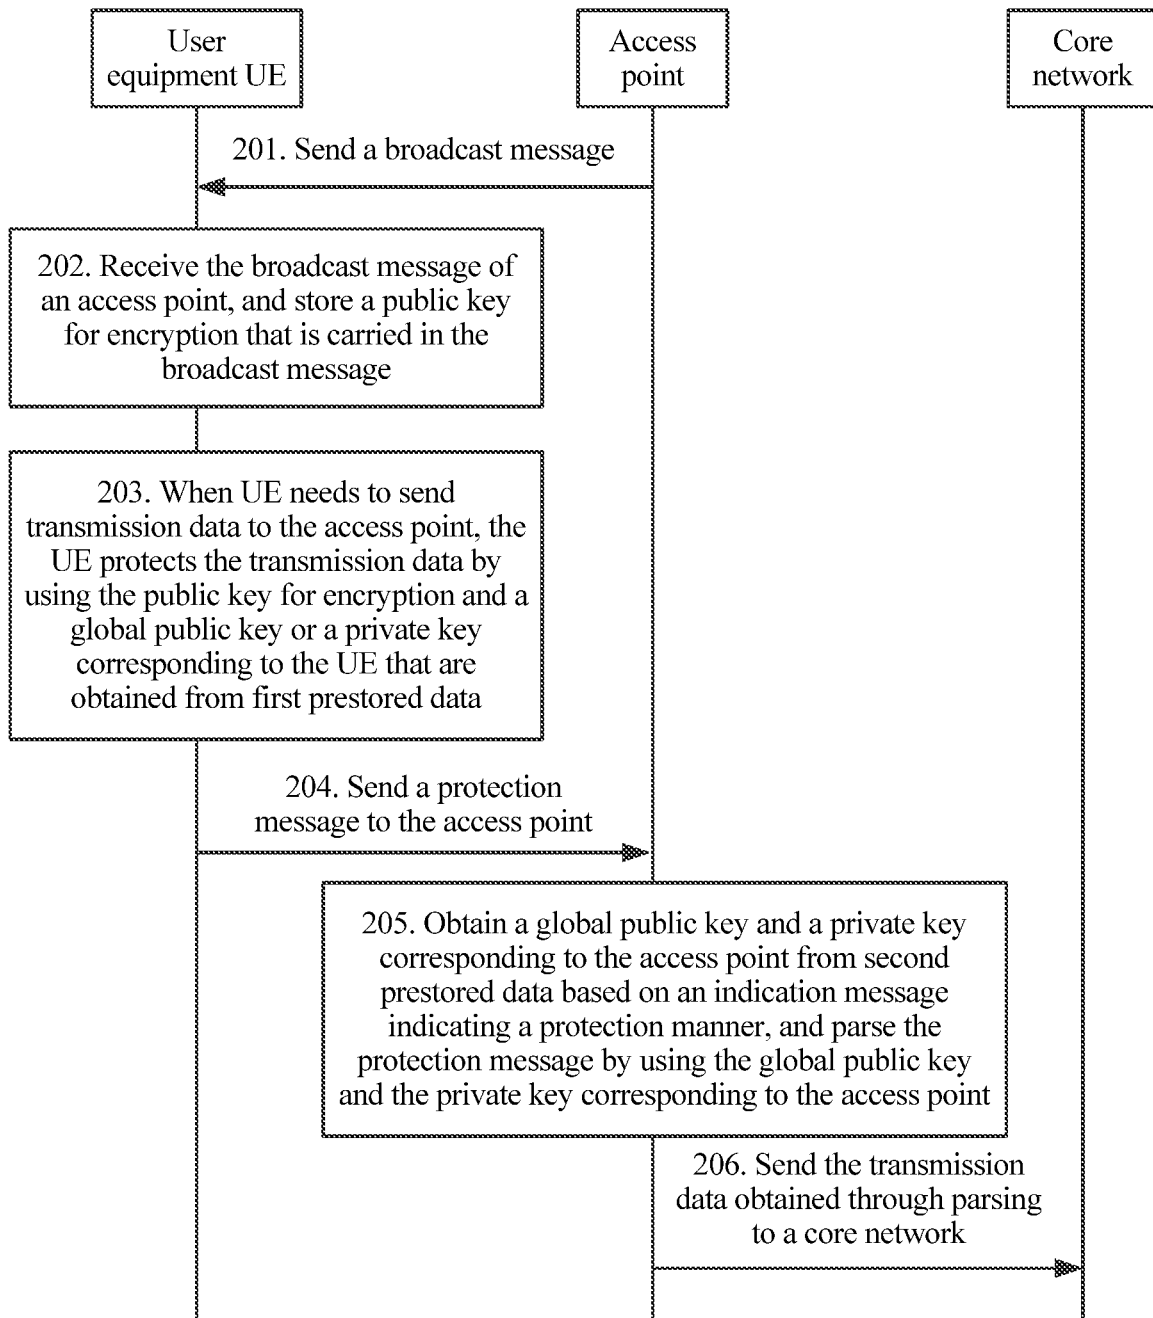 User
equipment UE
Access
point
Core
network
201. Send a broadcast message
202. Receive the broadcast message of
an access point, and store a public key
for encryption that is carried in the
broadcast message
203. When UE needs to send
transmission data to the access point, the
UE protects the transmission data by
using the public key for encryption and a
global public key or a private key
corresponding to the UE that are
obtained from first prestored data
204. Send a protection
message to the access point
205. Obtain a global public key and a private key
corresponding to the access point from second
prestored data based on an indication message
indicating a protection manner, and parse the
protection message by using the global public key
and the private key corresponding to the access point
206. Send the transmission
data obtained through parsing
to a core network